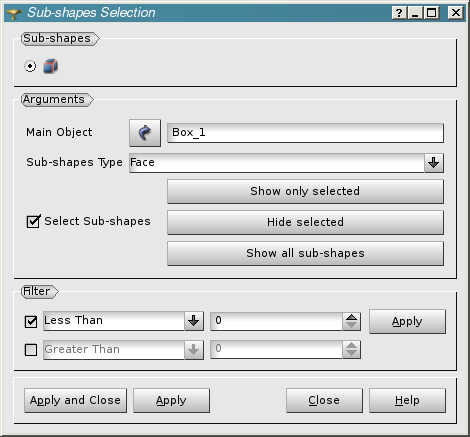 Sub-shapes Selection
Sub-shapes
Arguments
Main Object Box_1
Sub-shapes Type Face
Show only selected
Select Sub-shapes Hide selected
Show all sub-shapes
Filter
Less Than 0 Apply
Greater Than 0
Apply and Close Apply Close Help